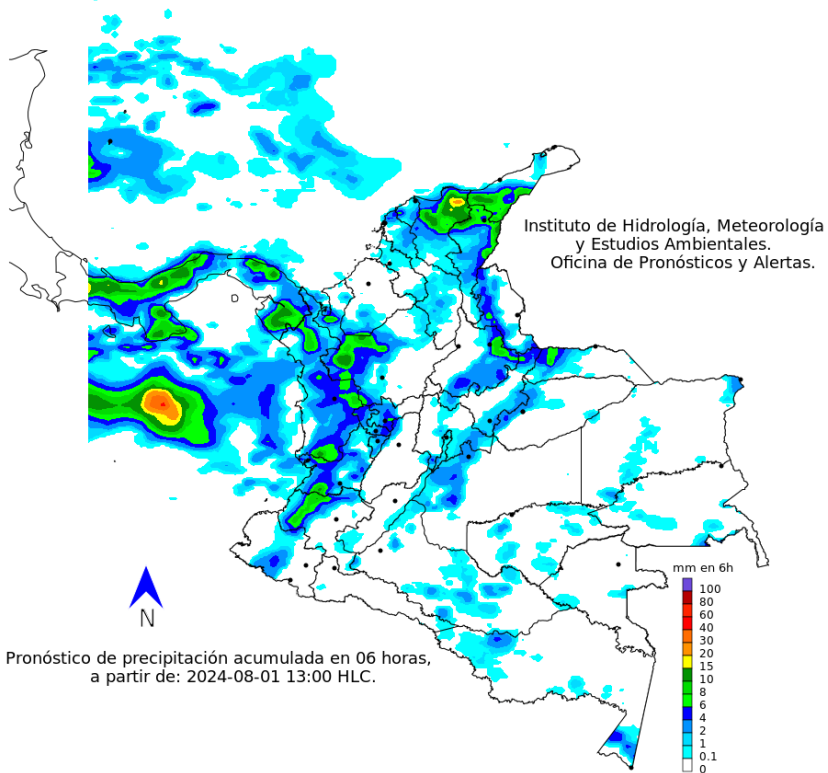 Instituto de Hidrología, Meteorología
y Estudios Ambientales.
Oficina de Pronósticos y Alertas.
mm en 6h
100
80
60
40
30
20
15
10
8
6
4
2
1
0.1
0
N
Pronóstico de precipitación acumulada en 06 horas,
a partir de: 2024-08-01 13:00 HLC.